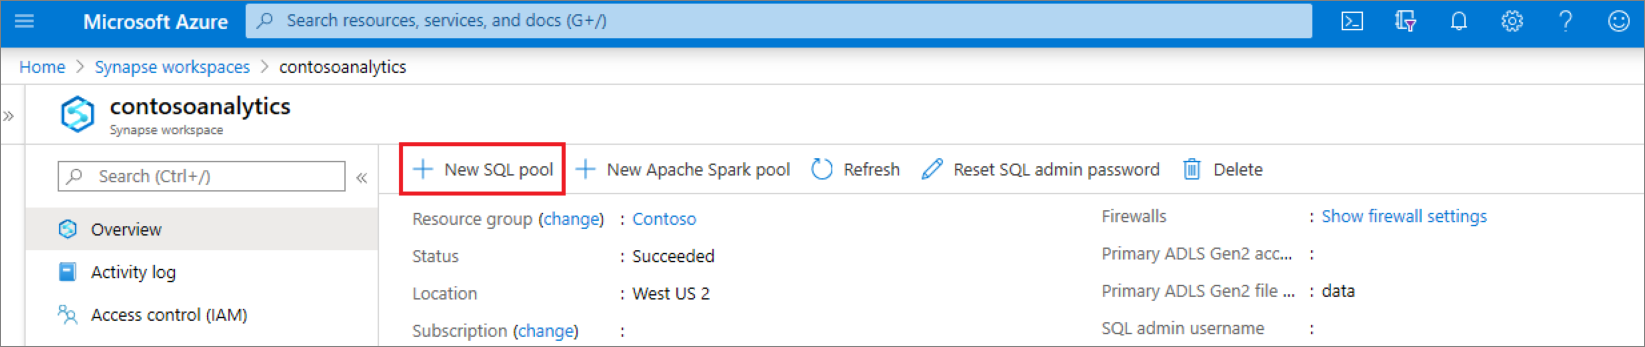 Microsoft Azure Search resources, services, and docs (G+/)
Home > Synapse workspaces > contosoanalytics
contosoanalytics
Synapse workspace
Search (Ctrl+/)
Overview
Activity log
Access control (IAM)
New SQL pool New Apache Spark pool Refresh Reset SQL admin password Delete
Resource group (change) : Contoso
Status : Succeeded
Location : West US 2
Subscription (change) :
Firewalls : Show firewall settings
Primary ADLS Gen2 acc... :
Primary ADLS Gen2 file ... : data
SQL admin username :